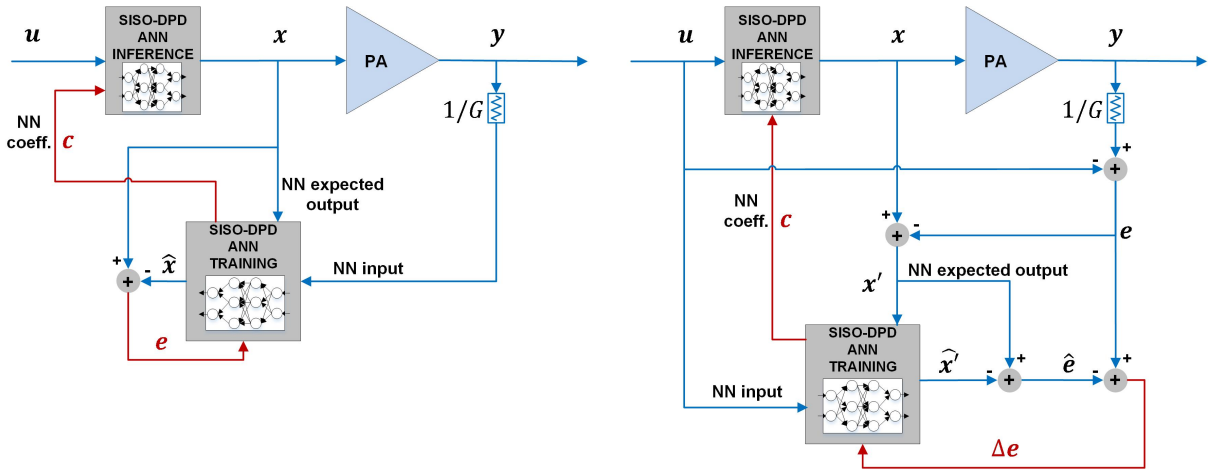 u
SISO-DPD
ANN
INFERENCE
x
PA
y
1/G
NN
coeff.
c
NN expected
output
SISO-DPD
ANN
TRAINING
+
+
-
x̂
NN input
e
u
SISO-DPD
ANN
INFERENCE
x
PA
y
1/G
+
-
+
NN
coeff.
c
+
+
-
e
NN expected output
x′
SISO-DPD
ANN
TRAINING
x̂′
-
+
+
ê
-
+
+
NN input
Δe